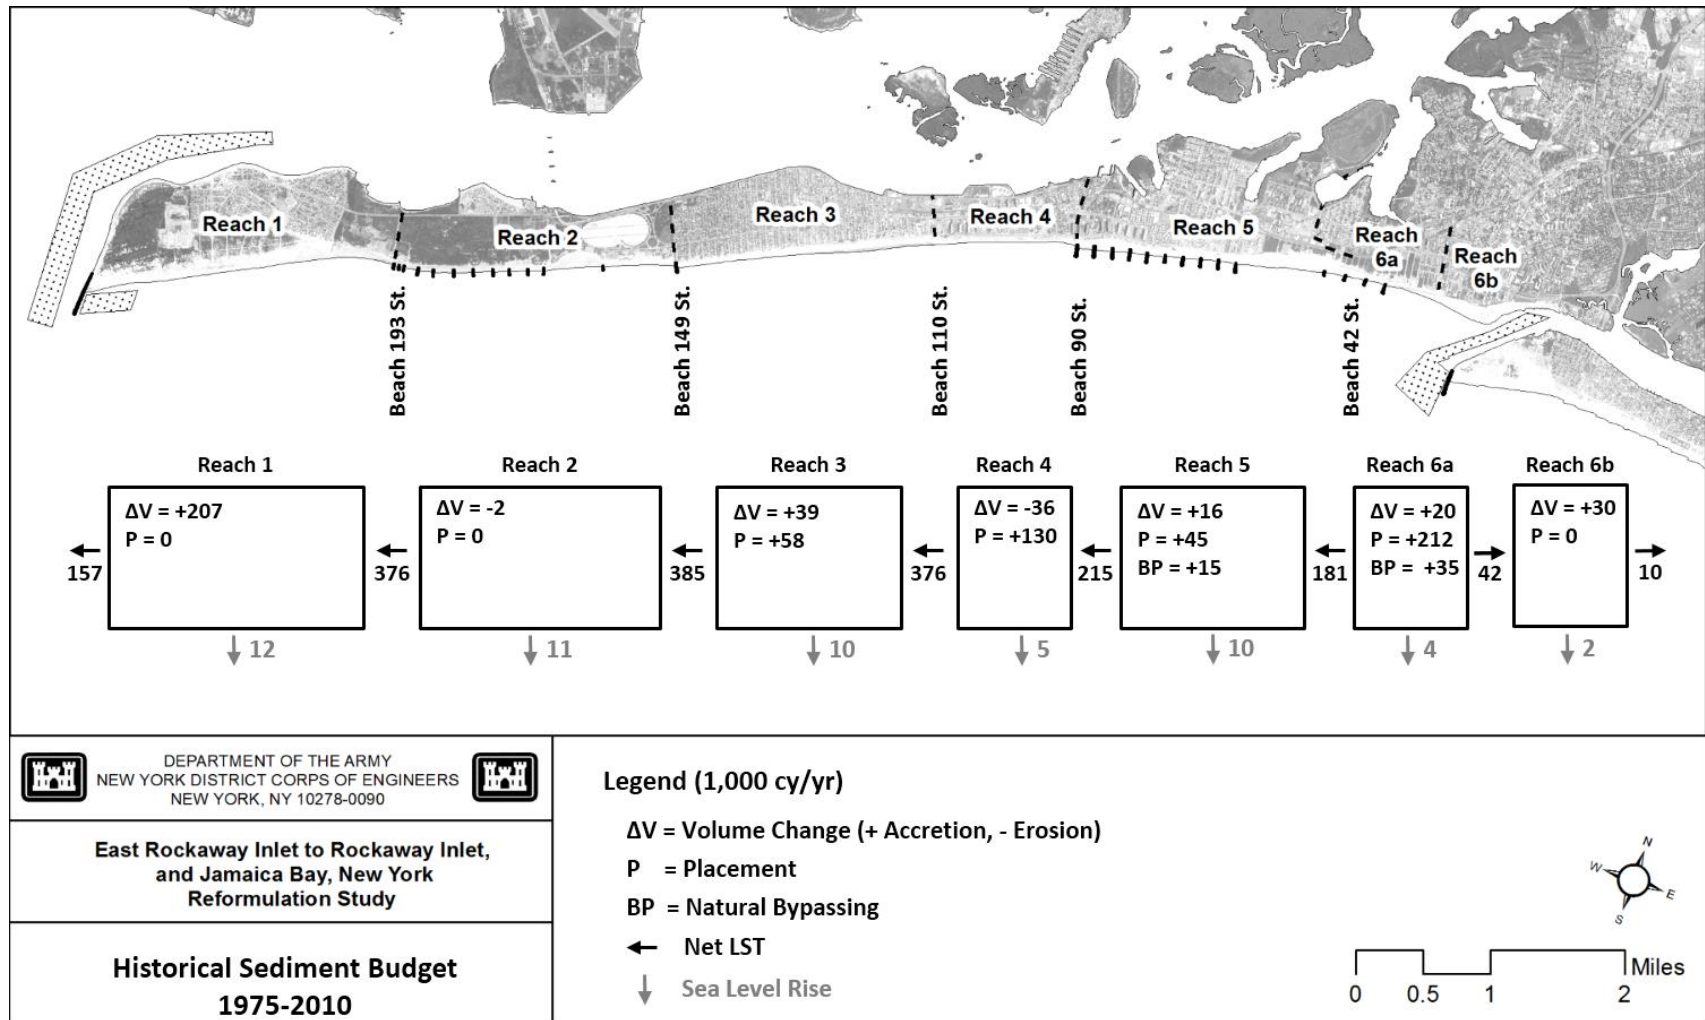 Reach 1
Reach 2
Reach 3
Reach 4
Reach 5
Reach
6a
Reach
6b
Beach 193 St.
Beach 149 St.
Beach 110 St.
Beach 90 St.
Beach 42 St.
Reach 1
Reach 2
Reach 3
Reach 4
Reach 5
Reach 6a
Reach 6b
ΔV = +207
P = 0
ΔV = -2
P = 0
ΔV = +39
P = +58
ΔV = -36
P = +130
ΔV = +16
P = +45
BP = +15
ΔV = +20
P = +212
BP = +35
ΔV = +30
P = 0
157
376
385
376
215
181
42
10
12
11
10
5
10
4
2
DEPARTMENT OF THE ARMY
NEW YORK DISTRICT CORPS OF ENGINEERS
NEW YORK, NY 10278-0090
East Rockaway Inlet to Rockaway Inlet,
and Jamaica Bay, New York
Reformulation Study
Historical Sediment Budget
1975-2010
Legend (1,000 cy/yr)
ΔV = Volume Change (+ Accretion, - Erosion)
P = Placement
BP = Natural Bypassing
Net LST
Sea Level Rise
N
W
E
S
Miles
0 0.5 1 2